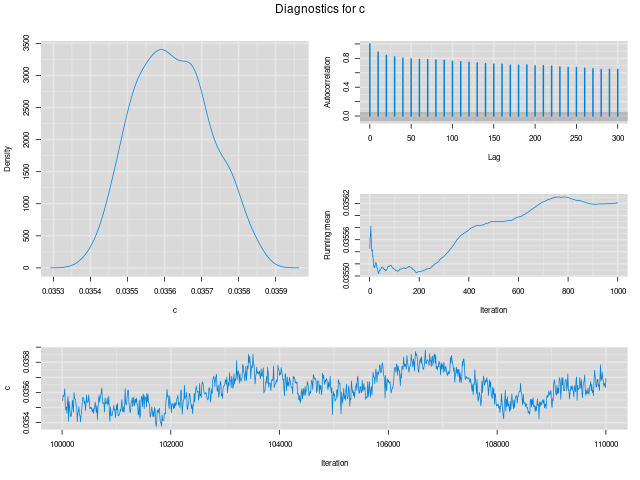 Diagnostics for c
Density
3500
3000
2500
2000
1500
1000
500
0
0.0353 0.0354 0.0355 0.0356 0.0357 0.0358 0.0359
c
Autocorrelation
0.8
0.4
0.0
0 50 100 150 200 250 300
Lag
Running mean
0.03562
0.03556
0.03550
0 200 400 600 800 1000
Iteration
c
0.0358
0.0356
0.0354
100000 102000 104000 106000 108000 110000
Iteration